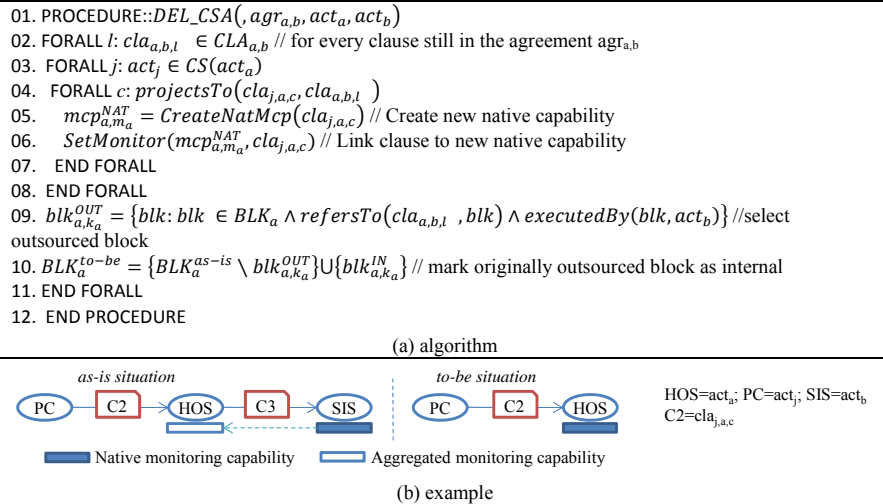 01. PROCEDURE::DEL_CSA(,agr_{a,b}, act_a, act_b)
02. FORALL l: cla_{a,b,l} ∈ CLA_{a,b} // for every clause still in the agreement agr_{a,b}
03. FORALL j: act_j ∈ CS(act_a)
04. FORALL c: projectsTo(cla_{j,a,c}, cla_{a,b,l} )
05. mcp^{NAT}_{a,m_a} = CreateNatMcp(cla_{j,a,c}) // Create new native capability
06. SetMonitor(mcp^{NAT}_{a,m_a}, cla_{j,a,c}) // Link clause to new native capability
07. END FORALL
08. END FORALL
09. blk^{OUT}_{a,k_a} = {blk: blk ∈ BLK_a ∧ refersTo(cla_{a,b,l} , blk) ∧ executedBy(blk, act_b)} //select
outsourced block
10. BLK_a^{to-be} = {BLK_a^{as-is} \ blk^{OUT}_{a,k_a}}∪{blk^{IN}_{a,k_a}} // mark originally outsourced block as internal
11. END FORALL
12. END PROCEDURE
(a) algorithm
as-is situation
PC C2 HOS C3 SIS
to-be situation
PC C2 HOS
HOS=act_a; PC=act_j; SIS=act_b
C2=cla_{j,a,c}
Native monitoring capability
Aggregated monitoring capability
(b) example